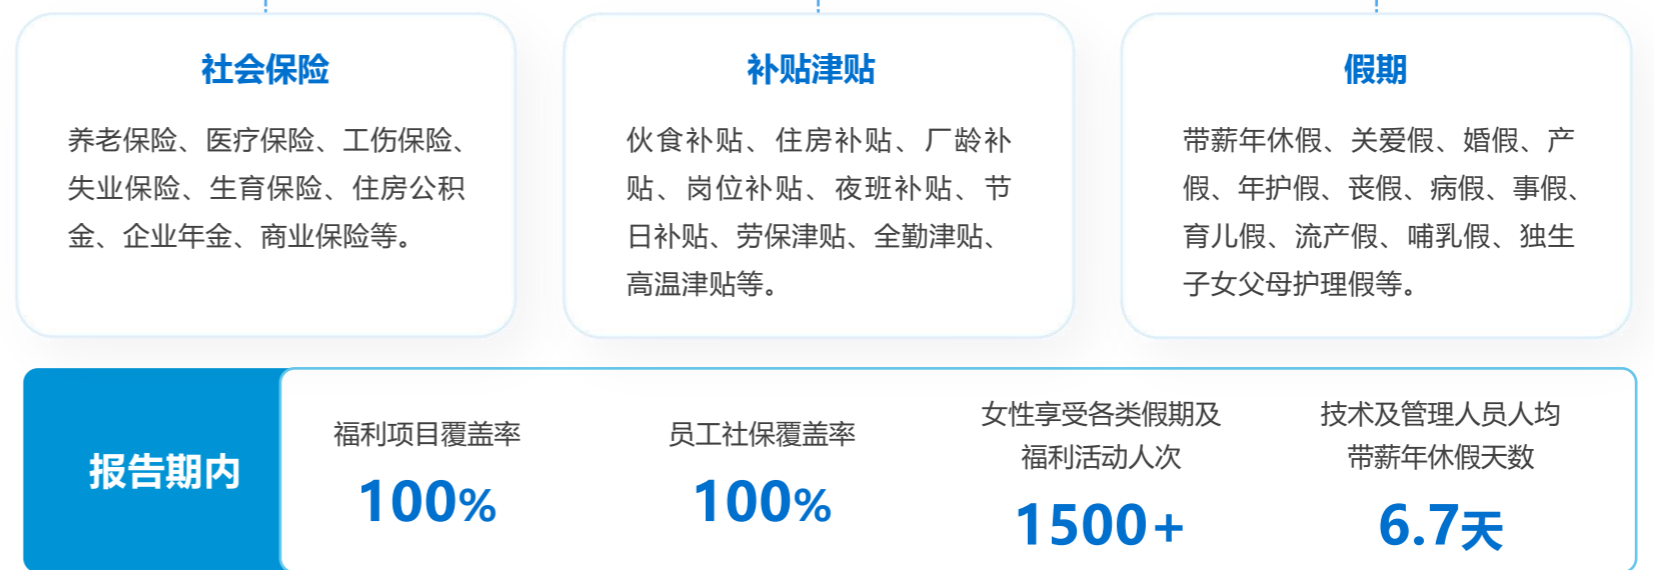 社会保险
养老保险、医疗保险、工伤保险、
失业保险、生育保险、住房公积
金、企业年金、商业保险等。
补贴津贴
伙食补贴、住房补贴、厂龄补
贴、岗位补贴、夜班补贴、节
日补贴、劳保津贴、全勤津贴、
高温津贴等。
假期
带薪年休假、关爱假、婚假、产
假、年护假、丧假、病假、事假、
育儿假、流产假、哺乳假、独生
子女父母护理假等。
报告期内
福利项目覆盖率
100%
员工社保覆盖率
100%
女性享受各类假期及
福利活动人次
1500+
技术及管理人员人均
带薪年休假天数
6.7天